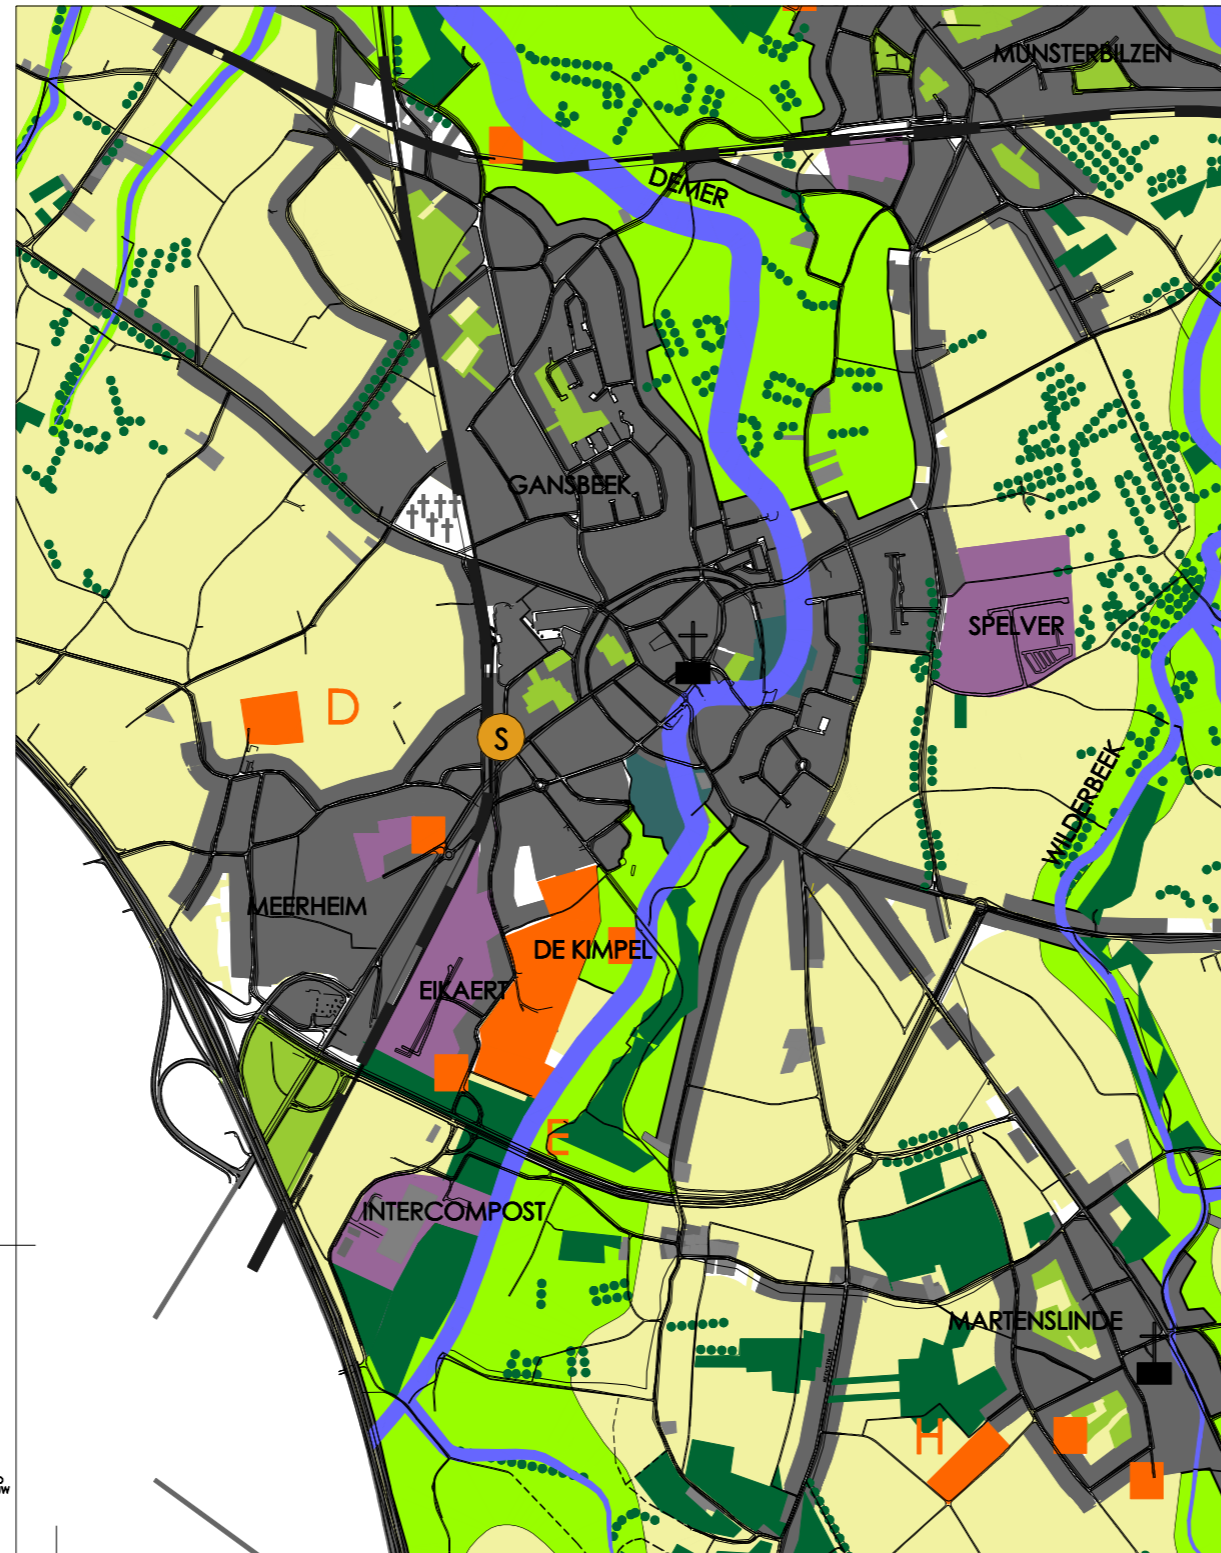 MUNSTERBILZEN
DEMER
GANSBEEK
SPELVER
D
S
WILDERBEEK
MEERHEIM
DE KIMPEL
EIKAERT
E
INTERCOMPOST
MARTENSLINDE
H